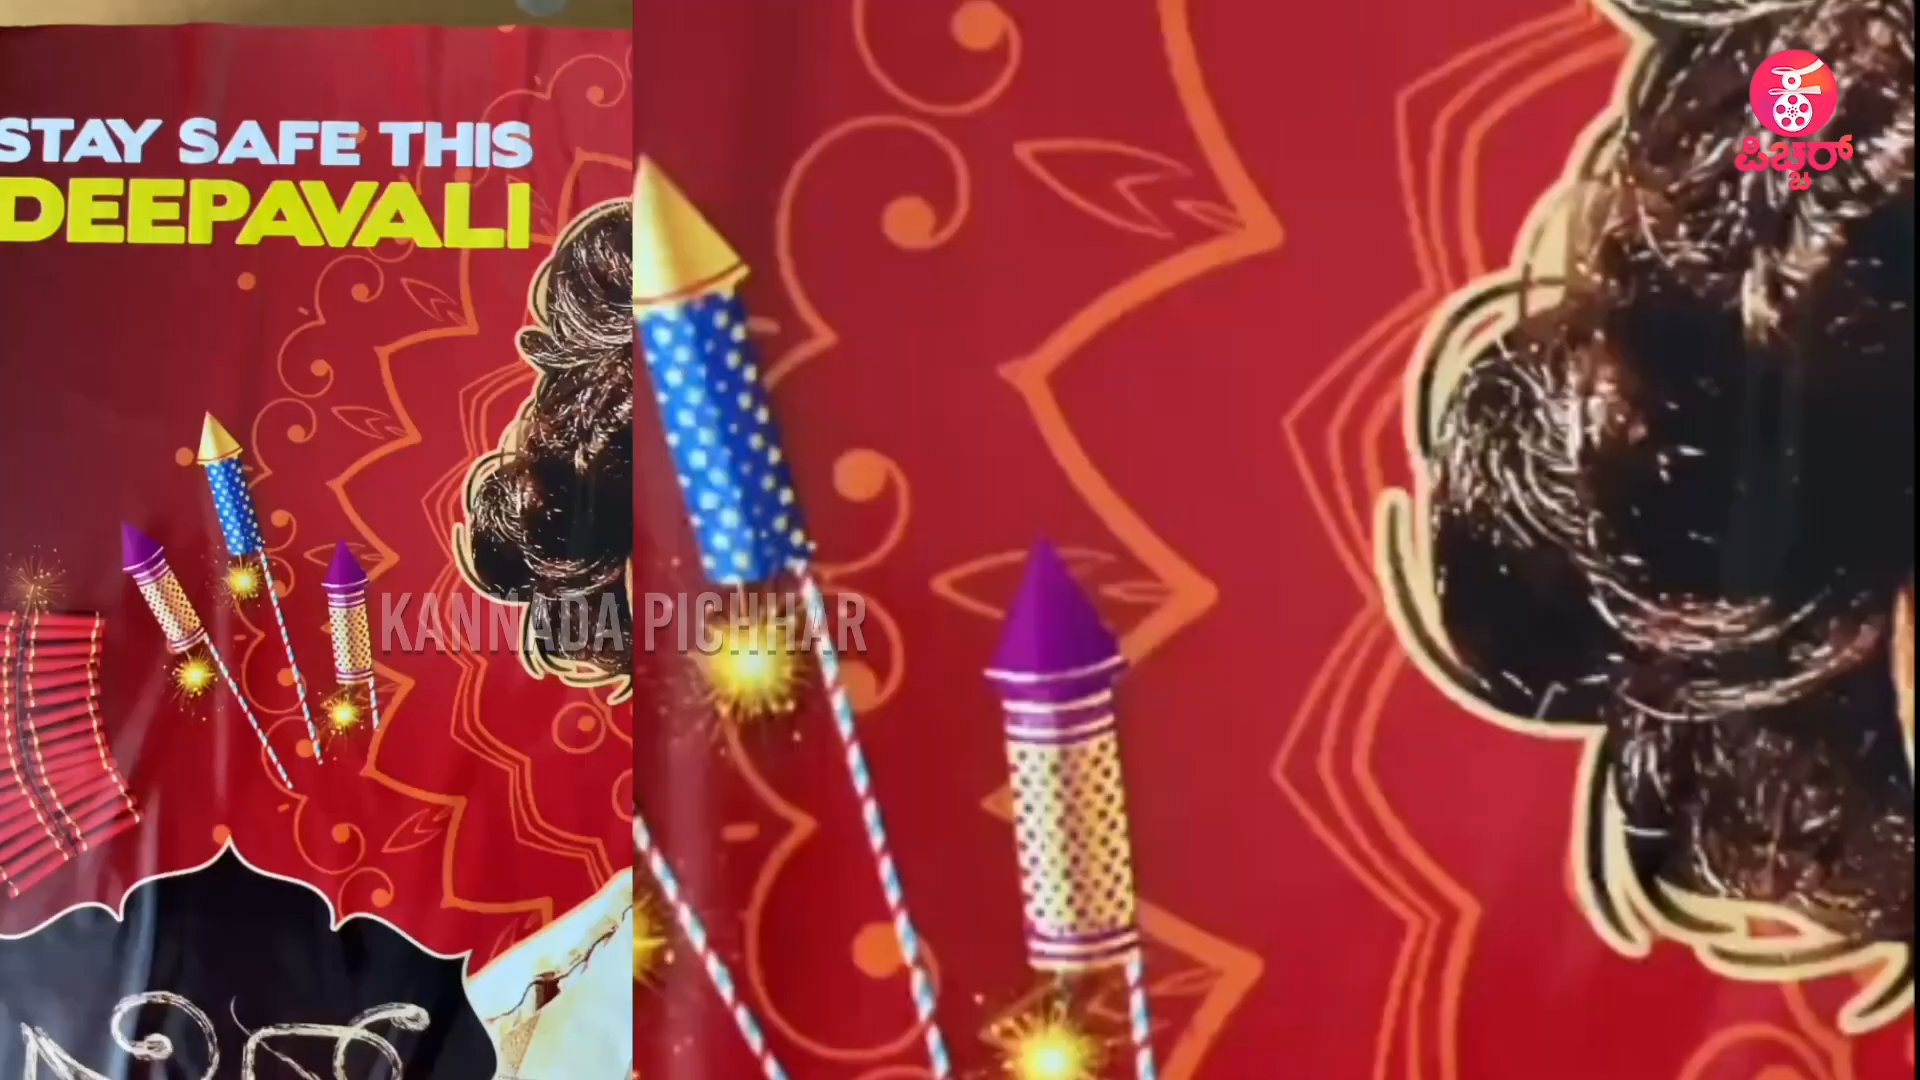 STAY SAFE THIS
DEEPAVALI
ಪಿಚ್ಚರ್
KANNADA PICHHAR